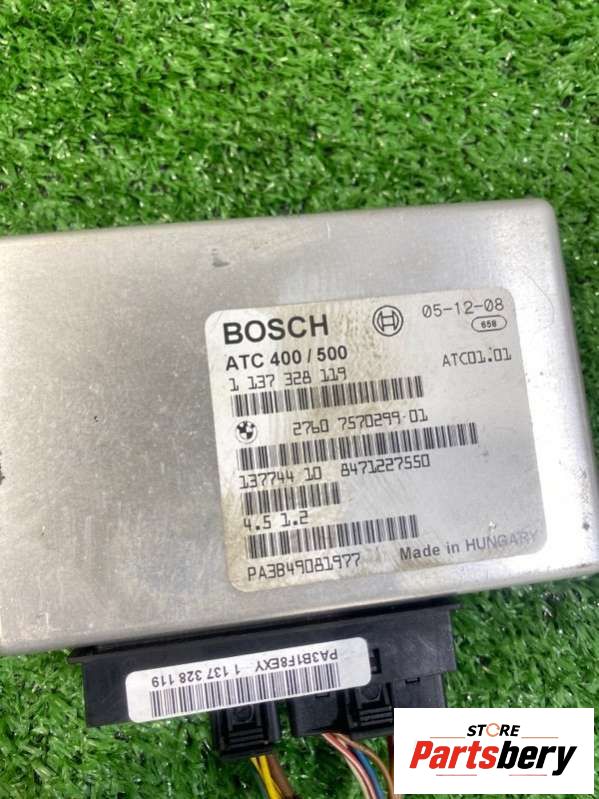 BOSCH
05-12-08
658
ATC 400 / 500
ATC01.01
1 137 328 119
2760 7570299 01
137744 10 8471227550
4.5 1.2
PA3B49081977
Made in HUNGARY
PA3B1F8EXY 1 137 328 119
STORE
Partsbery